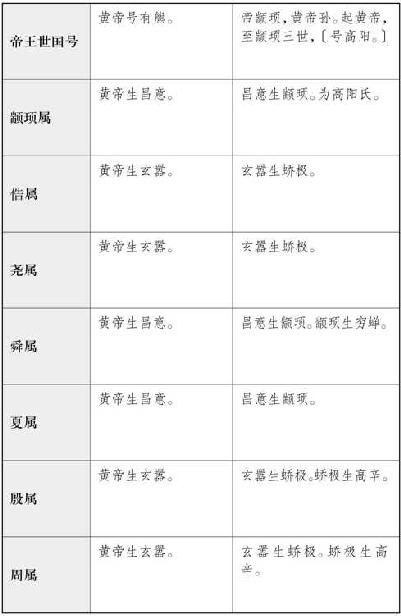 帝王世国号
黄帝号有熊。
帝颛顼，黄帝孙。起黄帝，
至颛顼三世，〔号高阳。〕
颛顼属
黄帝生昌意。
昌意生颛顼。为高阳氏。
俈属
黄帝生玄嚣。
玄嚣生蟜极。
尧属
黄帝生玄嚣。
玄嚣生蟜极。
舜属
黄帝生昌意。
昌意生颛顼。颛顼生穷蝉。
夏属
黄帝生昌意。
昌意生颛顼。
殷属
黄帝生玄嚣。
玄嚣生蟜极。蟜极生高辛。
周属
黄帝生玄嚣。
玄嚣生蟜极。蟜极生高
辛。